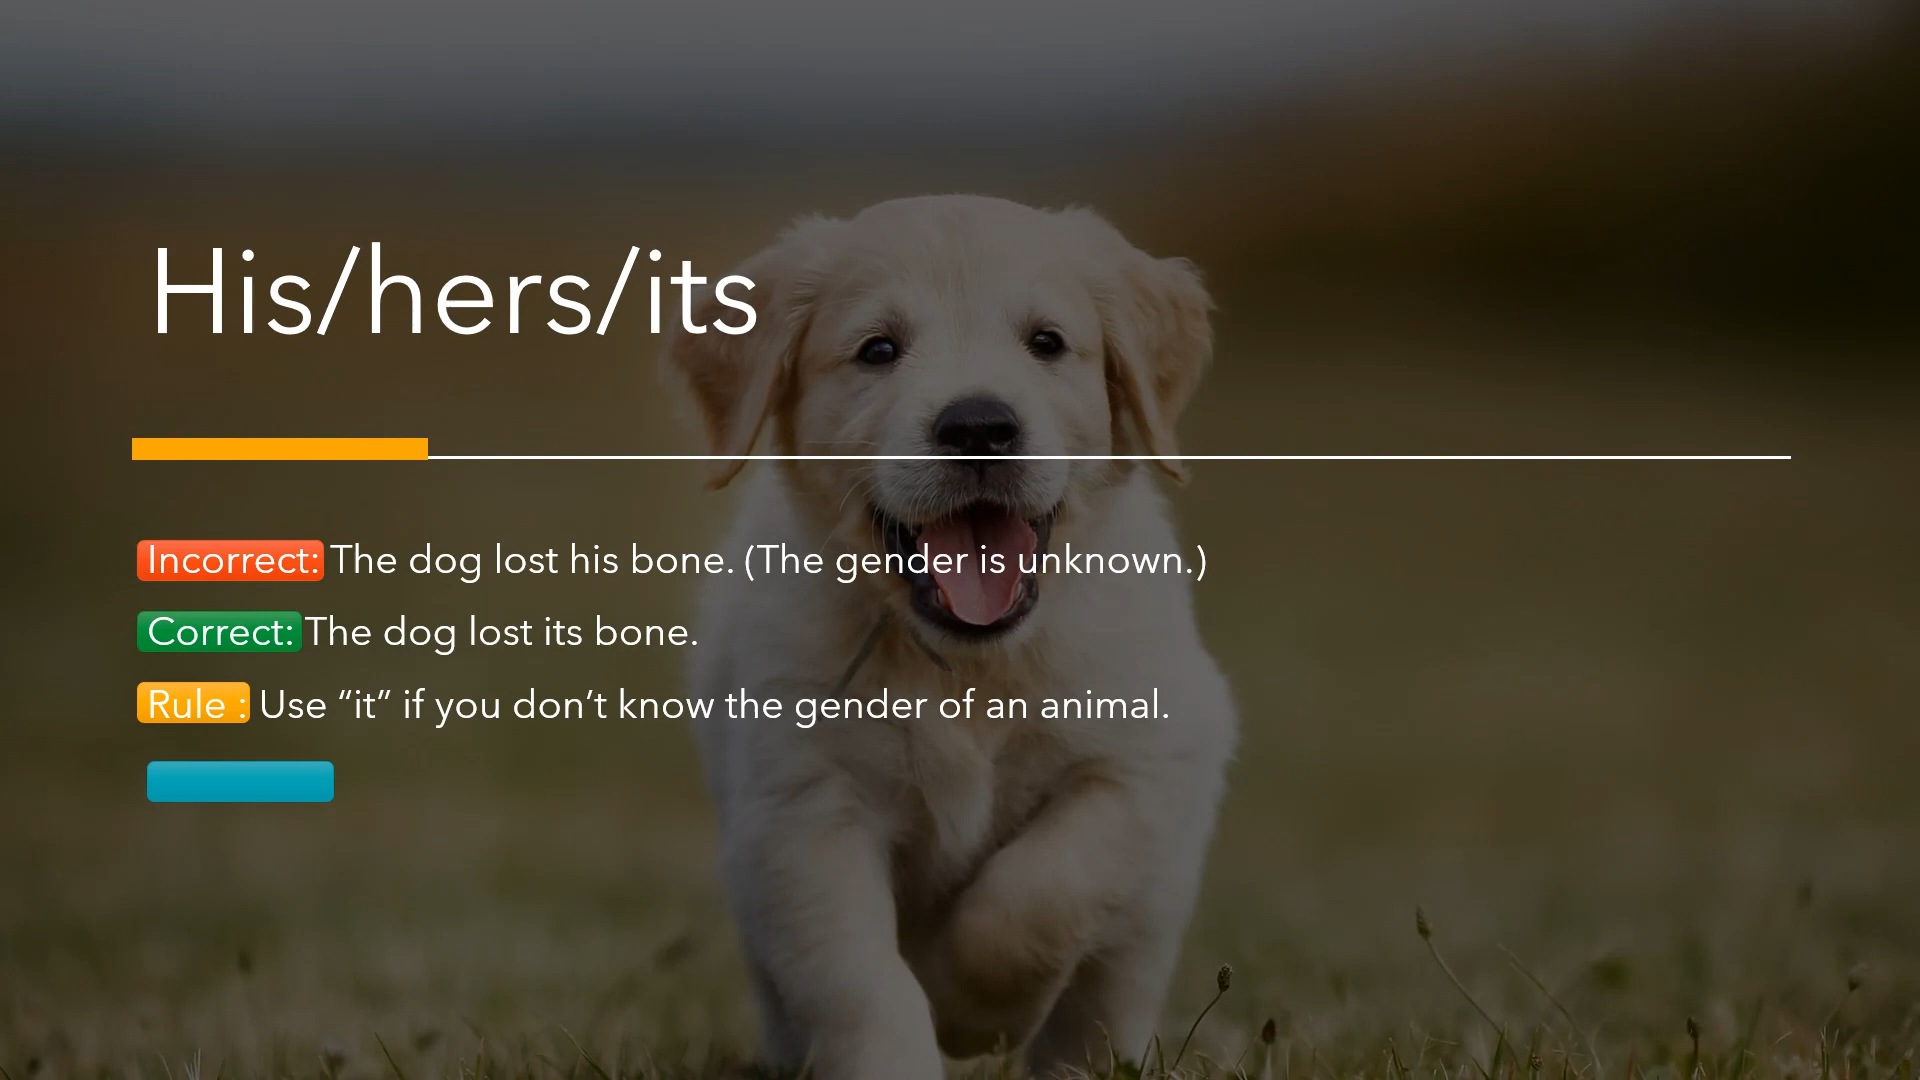 His/hers/its
Incorrect: The dog lost his bone. (The gender is unknown.)
Correct: The dog lost its bone.
Rule : Use “it” if you don’t know the gender of an animal.